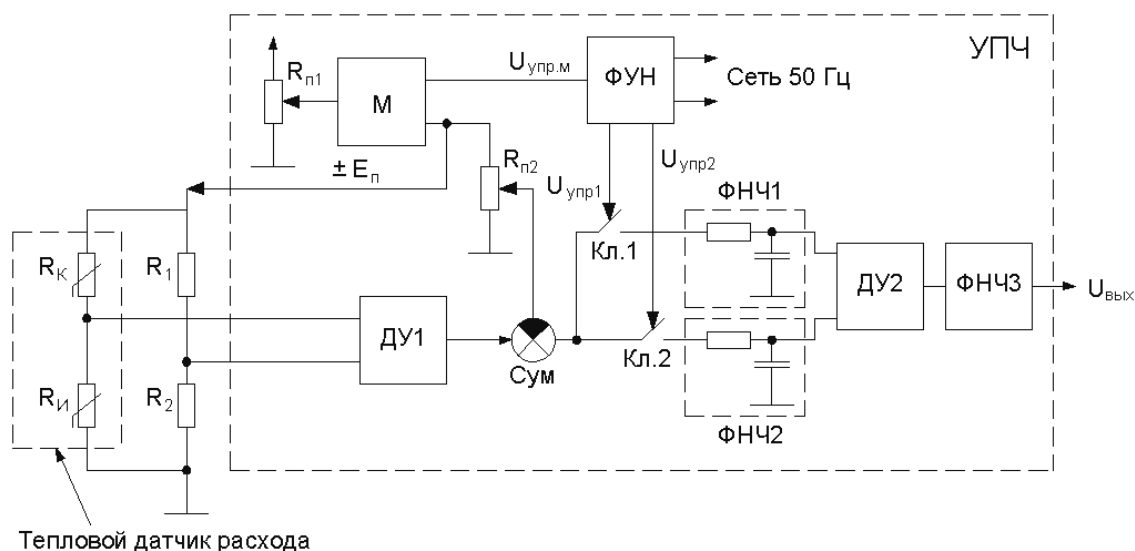 УПЧ
Rп1
М
Uупр.м
ФУН
Сеть 50 Гц
± Eп
Rп2
Uупр1
Uупр2
ФНЧ1
Кл.1
RК
R1
ДУ1
Сум
Кл.2
ДУ2
ФНЧ3
Uвых
RИ
R2
ФНЧ2
Тепловой датчик расхода